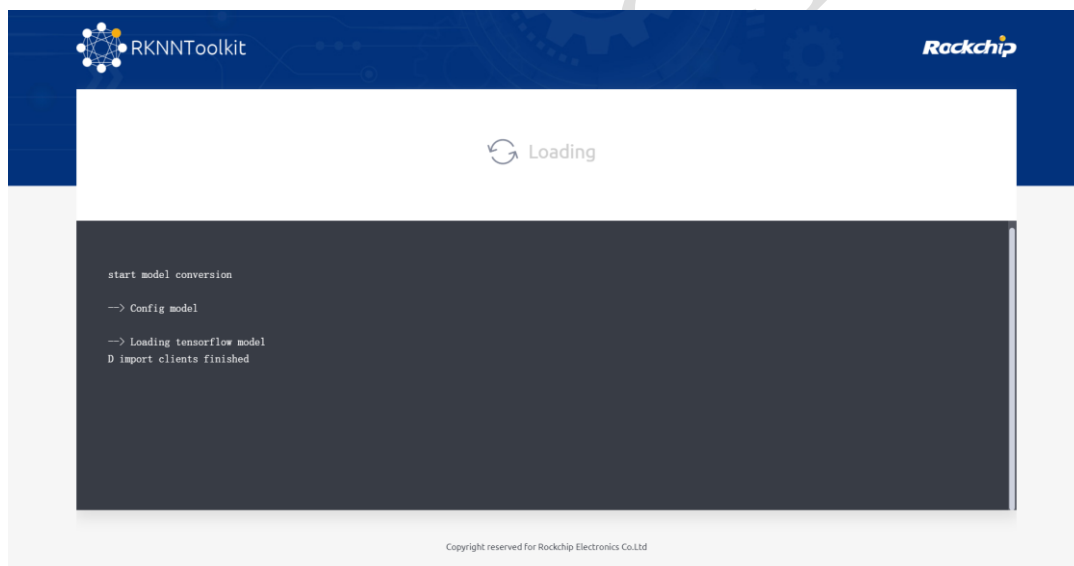 RKNNToolkit
Rockchip
Loading
start model conversion
--> Config model
--> Loading tensorflow model
D import clients finished
Copyright reserved for Rockchip Electronics Co.Ltd